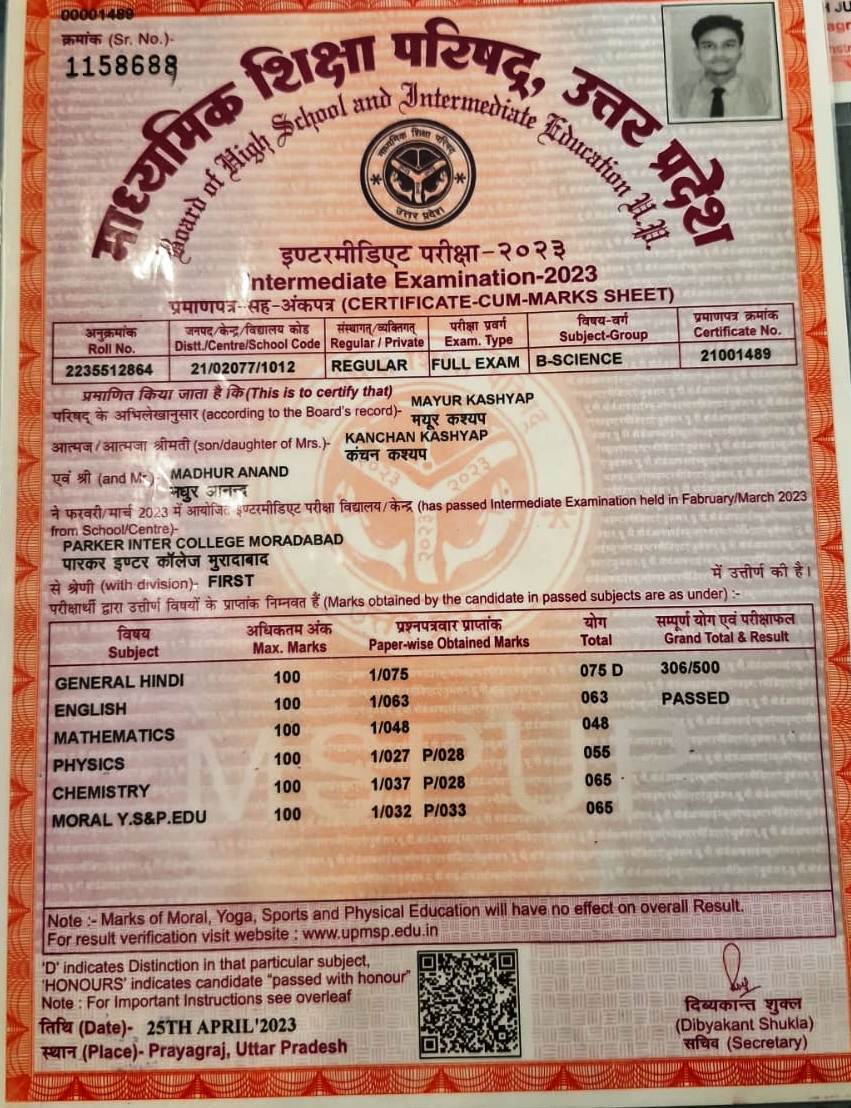 00001489
क्रमांक (Sr. No.)-
1158688
माध्यमिक शिक्षा परिषद्, उत्तर प्रदेश
Board of High School and Intermediate Education U.P.
माध्यमिक शिक्षा परिषद्
उत्तर प्रदेश
इण्टरमीडिएट परीक्षा-२०२३
Intermediate Examination-2023
प्रमाणपत्र-सह-अंकपत्र (CERTIFICATE-CUM-MARKS SHEET)
अनुक्रमांक जनपद/केन्द्र/विद्यालय कोड संस्थागत/व्यक्तिगत परीक्षा प्रवर्ग विषय-वर्ग प्रमाणपत्र क्रमांक
Roll No. Distt./Centre/School Code Regular / Private Exam. Type Subject-Group Certificate No.
2235512864 21/02077/1012 REGULAR FULL EXAM B-SCIENCE 21001489
प्रमाणित किया जाता है कि (This is to certify that)
MAYUR KASHYAP
परिषद् के अभिलेखानुसार (according to the Board's record)-
मयूर कश्यप
KANCHAN KASHYAP
आत्मज/आत्मजा श्रीमती (son/daughter of Mrs.)-
कंचन कश्यप
MADHUR ANAND
एवं श्री (and Mr.)-
मधुर आनन्द
ने फरवरी/मार्च 2023 में आयोजित इण्टरमीडिएट परीक्षा विद्यालय/केन्द्र (has passed Intermediate Examination held in Fabruary/March 2023
from School/Centre)-
PARKER INTER COLLEGE MORADABAD
पारकर इण्टर कॉलेज मुरादाबाद
से श्रेणी (with division)- FIRST में उत्तीर्ण की है।
परीक्षार्थी द्वारा उत्तीर्ण विषयों के प्राप्तांक निम्नवत हैं (Marks obtained by the candidate in passed subjects are as under) :-
विषय अधिकतम अंक प्रश्नपत्रवार प्राप्तांक योग सम्पूर्ण योग एवं परीक्षाफल
Subject Max. Marks Paper-wise Obtained Marks Total Grand Total & Result
GENERAL HINDI 100 1/075 075 D 306/500
ENGLISH 100 1/063 063 PASSED
MATHEMATICS 100 1/048 048
PHYSICS 100 1/027 P/028 055
CHEMISTRY 100 1/037 P/028 065
MORAL Y.S&P.EDU 100 1/032 P/033 065
MSPUP
Note :- Marks of Moral, Yoga, Sports and Physical Education will have no effect on overall Result.
For result verification visit website : www.upmsp.edu.in
'D' indicates Distinction in that particular subject,
'HONOURS' indicates candidate "passed with honour"
Note : For Important Instructions see overleaf
तिथि (Date)- 25TH APRIL'2023
स्थान (Place)- Prayagraj, Uttar Pradesh
दिव्यकान्त शुक्ल
(Dibyakant Shukla)
सचिव (Secretary)